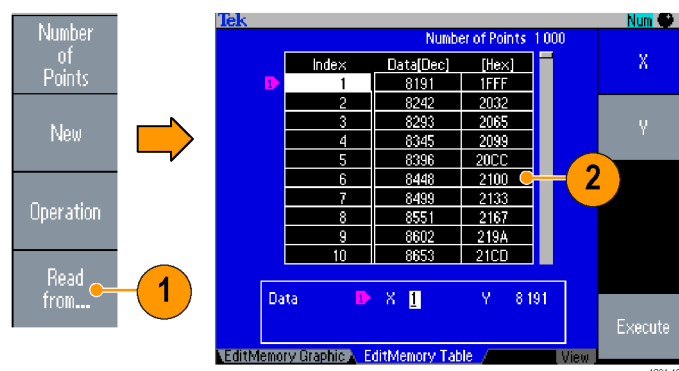 Number
of
Points
New
Operation
Read
from...
1
Tek
Num
Number of Points 1000
Index Data[Dec] [Hex]
1 1 8191 1FFF
2 8242 2032
3 8293 2065
4 8345 2099
5 8396 20CC
6 8448 2100
7 8499 2133
8 8551 2167
9 8602 219A
10 8653 21CD
2
Data 1 X 1 Y 8191
X
Y
Execute
EditMemory Graphic EditMemory Table View